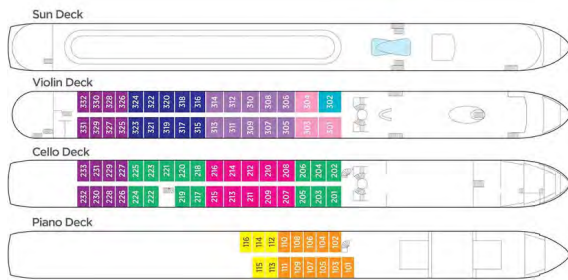 Sun Deck
Violin Deck
332 330 328 326 324 322 320 318 316 314 312 310 308 306 304 302
331 329 327 325 323 321 319 317 315 313 311 309 307 305 303 301
Cello Deck
233 231 229 227 225 223 221 220 218 216 214 212 210 208 206 204 202
232 230 228 226 224 222 219 217 215 213 211 209 207 205 203 201
Piano Deck
116 114 112 110 108 106 104 102
115 113 111 109 107 105 103 101